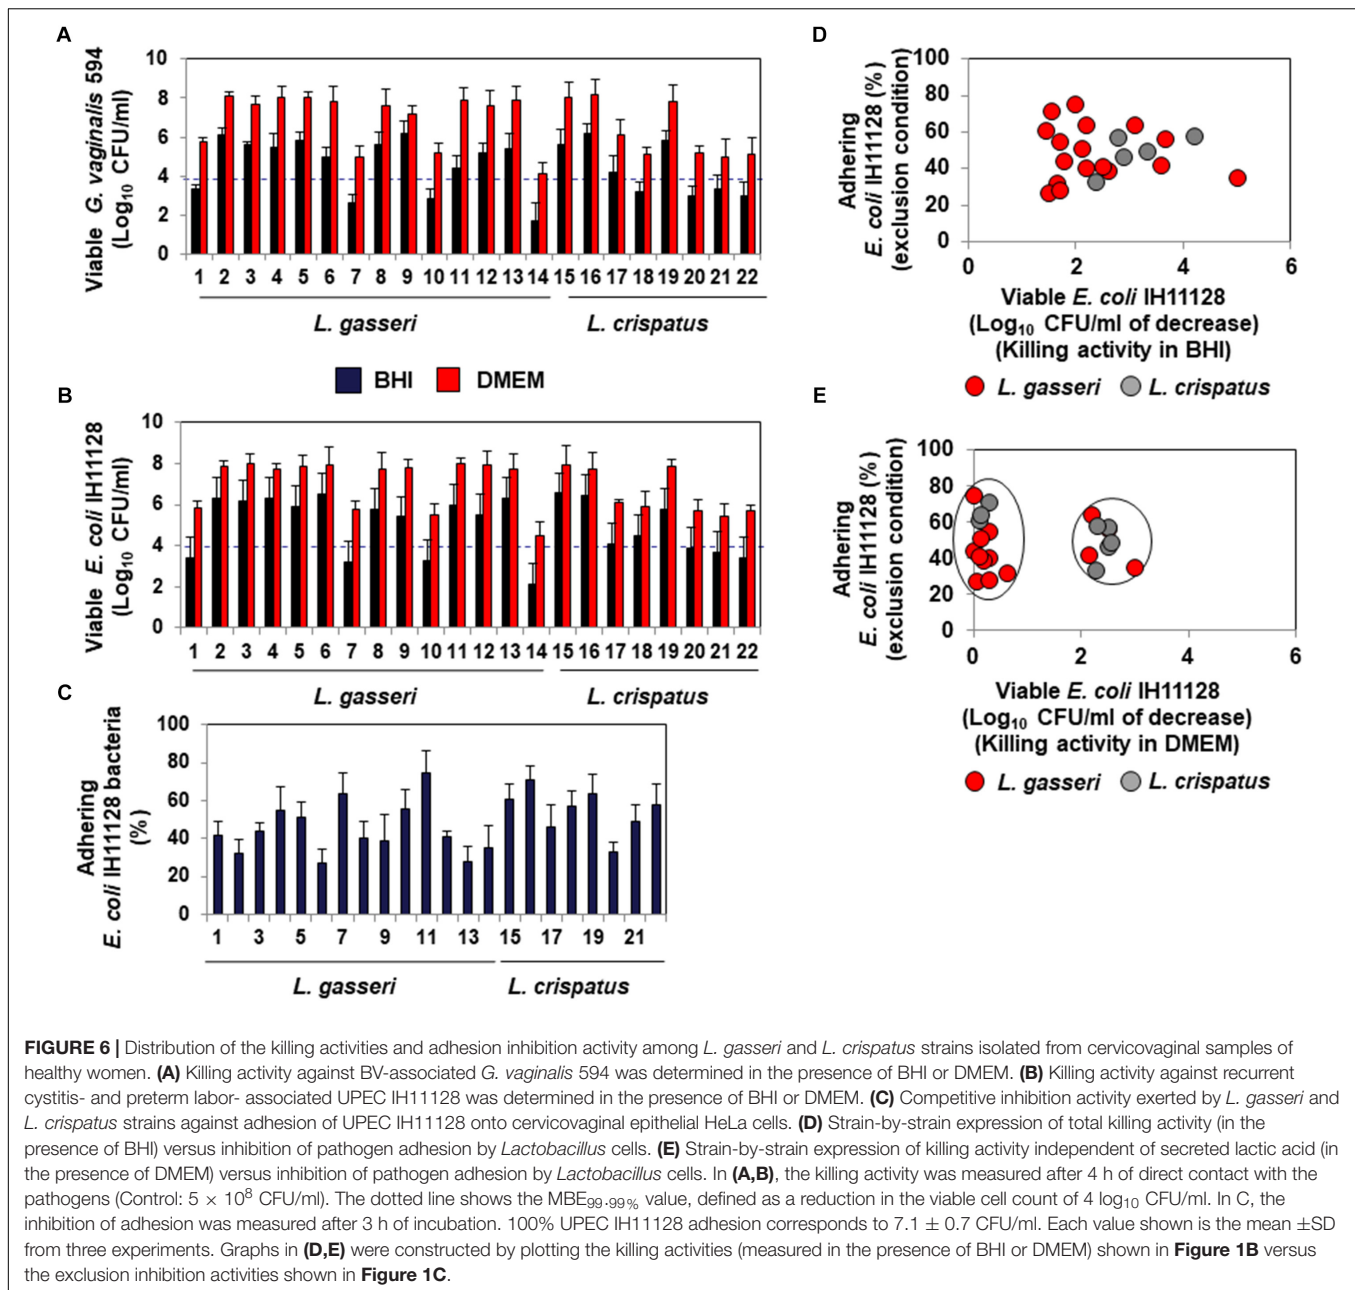 A
Viable G. vaginalis 594
(Log10 CFU/ml)
10
8
6
4
2
0
1 2 3 4 5 6 7 8 9 10 11 12 13 14 15 16 17 18 19 20 21 22
L. gasseri
L. crispatus
BHI DMEM
B
Viable E. coli IH11128
(Log10 CFU/ml)
10
8
6
4
2
0
1 2 3 4 5 6 7 8 9 10 11 12 13 14 15 16 17 18 19 20 21 22
L. gasseri
L. crispatus
C
Adhering
E. coli IH11128 bacteria
(%)
100
80
60
40
20
0
1 3 5 7 9 11 13 15 17 19 21
L. gasseri
L. crispatus
D
Adhering
E. coli IH11128 (%)
(exclusion condition)
100
80
60
40
20
0
0 2 4 6
Viable E. coli IH11128
(Log10 CFU/ml of decrease)
(Killing activity in BHI)
L. gasseri L. crispatus
E
Adhering
E. coli IH11128 (%)
(exclusion condition)
100
80
60
40
20
0
0 2 4 6
Viable E. coli IH11128
(Log10 CFU/ml of decrease)
(Killing activity in DMEM)
L. gasseri L. crispatus
FIGURE 6 | Distribution of the killing activities and adhesion inhibition activity among L. gasseri and L. crispatus strains isolated from cervicovaginal samples of
healthy women. (A) Killing activity against BV-associated G. vaginalis 594 was determined in the presence of BHI or DMEM. (B) Killing activity against recurrent
cystitis- and preterm labor- associated UPEC IH11128 was determined in the presence of BHI or DMEM. (C) Competitive inhibition activity exerted by L. gasseri and
L. crispatus strains against adhesion of UPEC IH11128 onto cervicovaginal epithelial HeLa cells. (D) Strain-by-strain expression of total killing activity (in the
presence of BHI) versus inhibition of pathogen adhesion by Lactobacillus cells. (E) Strain-by-strain expression of killing activity independent of secreted lactic acid (in
the presence of DMEM) versus inhibition of pathogen adhesion by Lactobacillus cells. In (A,B), the killing activity was measured after 4 h of direct contact with the
pathogens (Control: 5 × 10⁸ CFU/ml). The dotted line shows the MBE99.99% value, defined as a reduction in the viable cell count of 4 log10 CFU/ml. In C, the
inhibition of adhesion was measured after 3 h of incubation. 100% UPEC IH11128 adhesion corresponds to 7.1 ± 0.7 CFU/ml. Each value shown is the mean ±SD
from three experiments. Graphs in (D,E) were constructed by plotting the killing activities (measured in the presence of BHI or DMEM) shown in Figure 1B versus
the exclusion inhibition activities shown in Figure 1C.